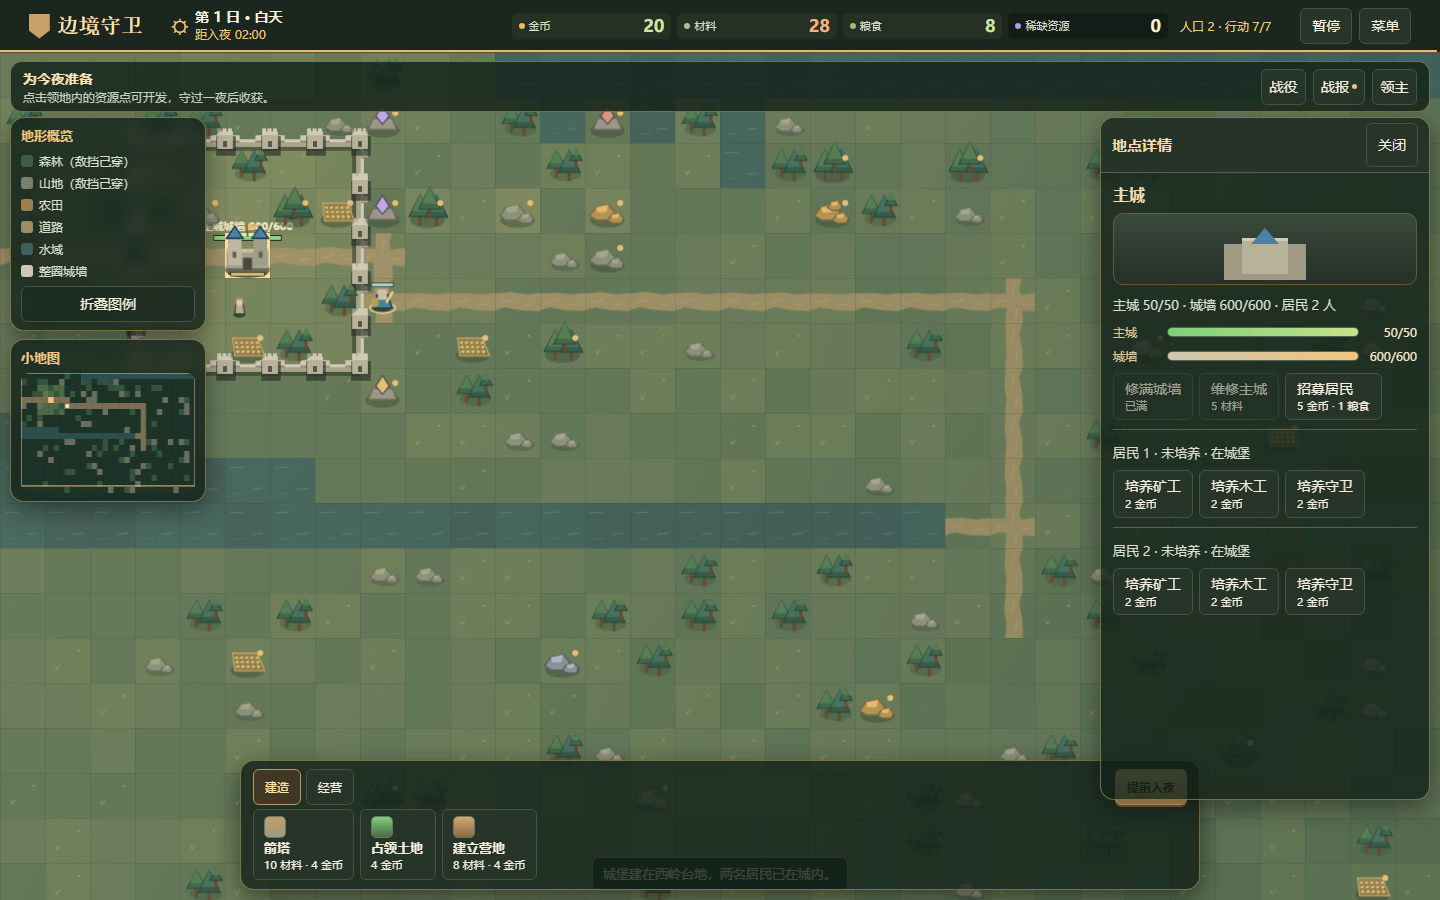 边境守卫
第 1 日 • 白天
距入夜 02:00
金币 20
材料 28
粮食 8
稀缺资源 0
人口 2 · 行动 7/7
暂停
菜单
为今夜准备
点击领地内的资源点可开发，守过一夜后收获。
战役
战报
领主
地形概览
森林（敌挡己穿）
山地（敌挡己穿）
农田
道路
水域
整圈城墙
折叠图例
小地图
城墙 600/600
地点详情
关闭
主城
主城 50/50 · 城墙 600/600 · 居民 2 人
主城 50/50
城墙 600/600
修满城墙
已满
维修主城
5 材料
招募居民
5 金币 · 1 粮食
居民 1 · 未培养 · 在城堡
培养矿工
2 金币
培养木工
2 金币
培养守卫
2 金币
居民 2 · 未培养 · 在城堡
培养矿工
2 金币
培养木工
2 金币
培养守卫
2 金币
提前入夜
建造
经营
箭塔
10 材料 · 4 金币
占领土地
4 金币
建立营地
8 材料 · 4 金币
城堡建在西岭台地，两名居民已在城内。